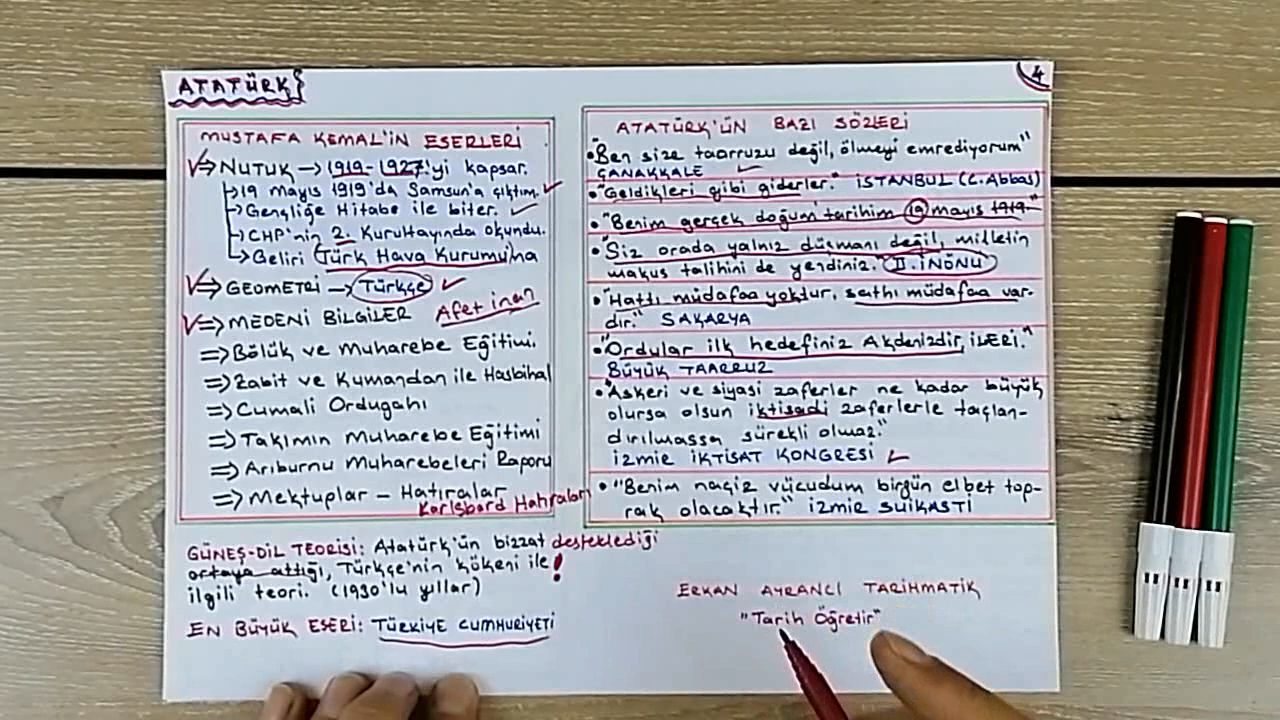 ATATÜRK
4
MUSTAFA KEMAL'İN ESERLERİ
⇒ NUTUK → 1919-1927'yi kapsar.
→ 19 Mayıs 1919'da Samsun'a çıktım.
→ Gençliğe Hitabe ile biter.
→ CHP'nin 2. Kurultayında okundu.
→ Geliri Türk Hava Kurumu'na
⇒ GEOMETRİ → Türkçe
⇒ MEDENİ BİLGİLER Afet inan
⇒ Bölük ve Muharebe Eğitimi.
⇒ Zabit ve Kumandan ile Hasbihal
⇒ Cumalı Ordugahı
⇒ Takımın Muharebe Eğitimi
⇒ Arıburnu Muharebeleri Raporu
⇒ Mektuplar - Hatıralar
Karlsbard Hatıraları
GÜNEŞ-DİL TEORİSİ: Atatürk'ün bizzat desteklediği
ortaya attığı, Türkçe'nin kökeni ile !
ilgili teori. (1930'lu yıllar)
EN BÜYÜK ESERİ: TÜRKİYE CUMHURİYETİ
ATATÜRK'ÜN BAZI SÖZLERİ
• "Ben size taarruzu değil, ölmeyi emrediyorum"
ÇANAKKALE
• "Geldikleri gibi giderler." İSTANBUL (C.Abbas)
• "Benim gerçek doğum tarihim 19 mayıs 1919"
• "Siz orada yalnız düşmanı değil, milletin
makus talihini de yendiniz." II. İNÖNÜ
• "Hattı müdafaa yoktur, sathı müdafaa var-
dır." SAKARYA
• "Ordular ilk hedefiniz Akdenizdir, İLERİ."
BÜYÜK TAARRUZ
• "Askeri ve siyasi zaferler ne kadar büyük
olursa olsun iktisadi zaferlerle taçlan-
dırılmassa sürekli olmaz."
İZMİR İKTİSAT KONGRESİ
• "Benim naçiz vücudum birgün elbet top-
rak olacaktır." İZMİR SUİKASTİ
ERKAN AYRANCI TARİHMATİK
"Tarih Öğretir"